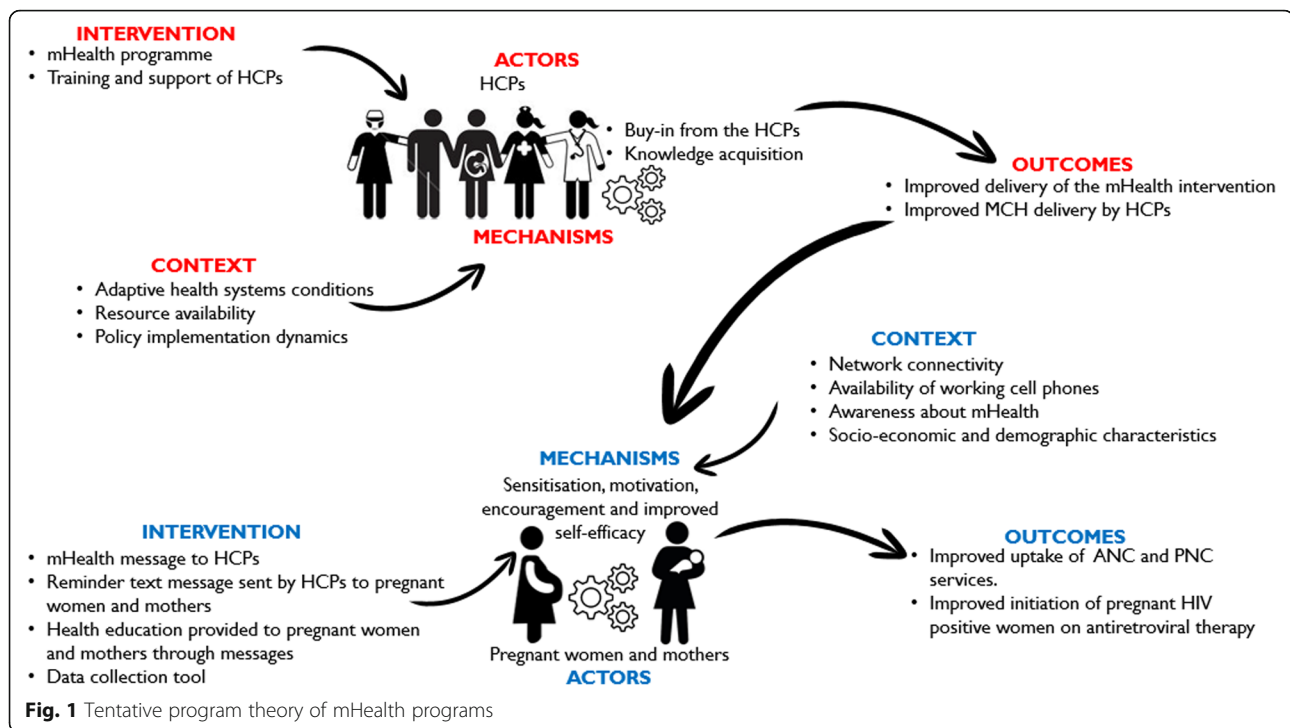 INTERVENTION
• mHealth programme
• Training and support of HCPs
ACTORS
HCPs
• Buy-in from the HCPs
• Knowledge acquisition
MECHANISMS
OUTCOMES
• Improved delivery of the mHealth intervention
• Improved MCH delivery by HCPs
CONTEXT
• Adaptive health systems conditions
• Resource availability
• Policy implementation dynamics
CONTEXT
• Network connectivity
• Availability of working cell phones
• Awareness about mHealth
• Socio-economic and demographic characteristics
MECHANISMS
Sensitisation, motivation,
encouragement and improved
self-efficacy
INTERVENTION
• mHealth message to HCPs
• Reminder text message sent by HCPs to pregnant
women and mothers
• Health education provided to pregnant women
and mothers through messages
• Data collection tool
Pregnant women and mothers
ACTORS
OUTCOMES
• Improved uptake of ANC and PNC
services.
• Improved initiation of pregnant HIV
positive women on antiretroviral therapy
Fig. 1 Tentative program theory of mHealth programs